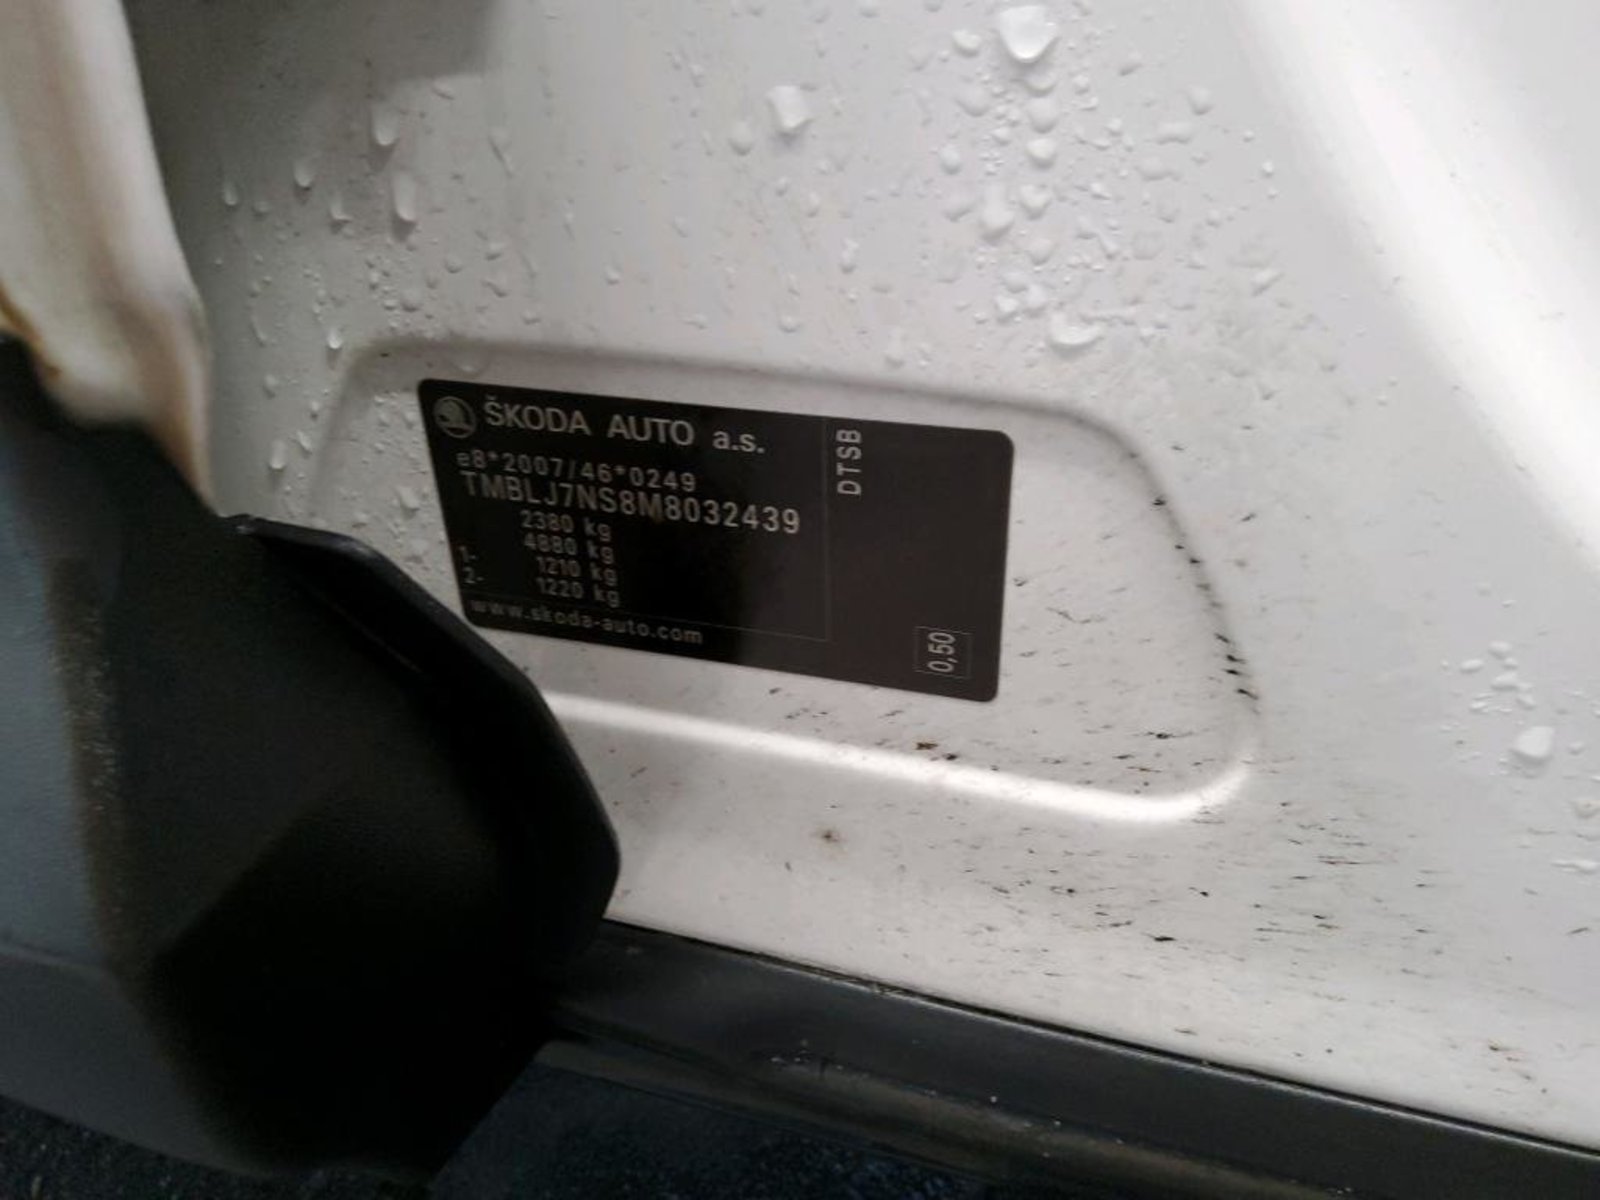 ŠKODA AUTO a.s.
e8*2007/46*0249
TMBLJ7NS8M8032439
2380 kg
4880 kg
1- 1210 kg
2- 1220 kg
www.skoda-auto.com
DTSB
0,50